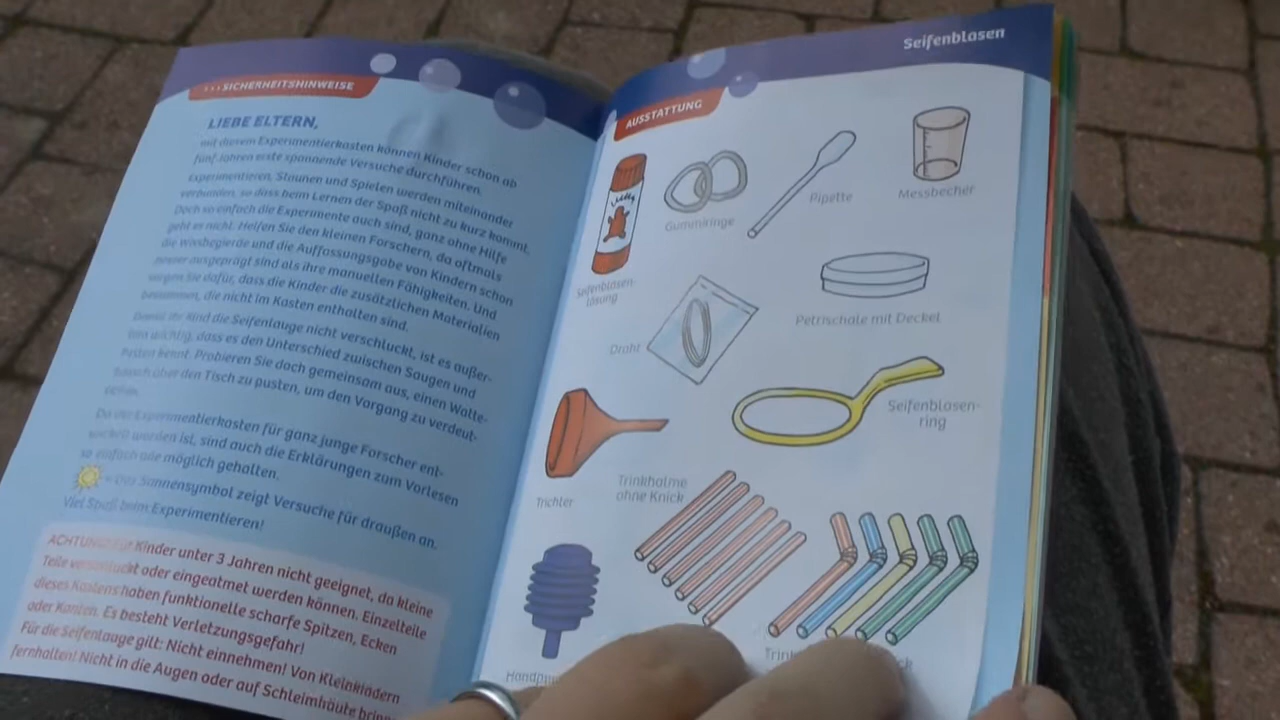 SICHERHEITSHINWEISE
LIEBE ELTERN,
mit diesem Experimentierkasten können Kinder schon ab
fünf Jahren erste spannende Versuche durchführen.
Experimentieren, Staunen und Spielen werden miteinander
verbunden, so dass beim Lernen der Spaß nicht zu kurz kommt.
Doch so einfach die Experimente auch sind, ganz ohne Hilfe
geht es nicht. Helfen Sie den kleinen Forschern, da oftmals
die Wissbegierde und die Auffassungsgabe von Kindern schon
ausgeprägt sind als ihre manuellen Fähigkeiten. Und
sorgen Sie dafür, dass die Kinder die zusätzlichen Materialien
bekommen, die nicht im Kasten enthalten sind.
Damit Ihr Kind die Seifenlauge nicht verschluckt, ist es außer-
wichtig, dass es den Unterschied zwischen Saugen und
Pusten kennt. Probieren Sie doch gemeinsam aus, einen Watte-
bausch über den Tisch zu pusten, um den Vorgang zu verdeut-
lichen.
Da der Experimentierkasten für ganz junge Forscher ent-
wickelt worden ist, sind auch die Erklärungen zum Vorlesen
so einfach wie möglich gehalten.
= Das Sonnensymbol zeigt Versuche für draußen an.
Viel Spaß beim Experimentieren!
ACHTUNG! Für Kinder unter 3 Jahren nicht geeignet, da kleine
Teile verschluckt oder eingeatmet werden können. Einzelteile
dieses Kastens haben funktionelle scharfe Spitzen, Ecken
oder Kanten. Es besteht Verletzungsgefahr!
Für die Seifenlauge gilt: Nicht einnehmen! Von Kleinkindern
fernhalten! Nicht in die Augen oder auf Schleimhäute
Seifenblasen
AUSSTATTUNG
Seifenblasen-
lösung
Gummiringe
Pipette
Messbecher
Draht
Petrischale mit Deckel
Seifenblasen-
ring
Trichter
Trinkhalme
ohne Knick